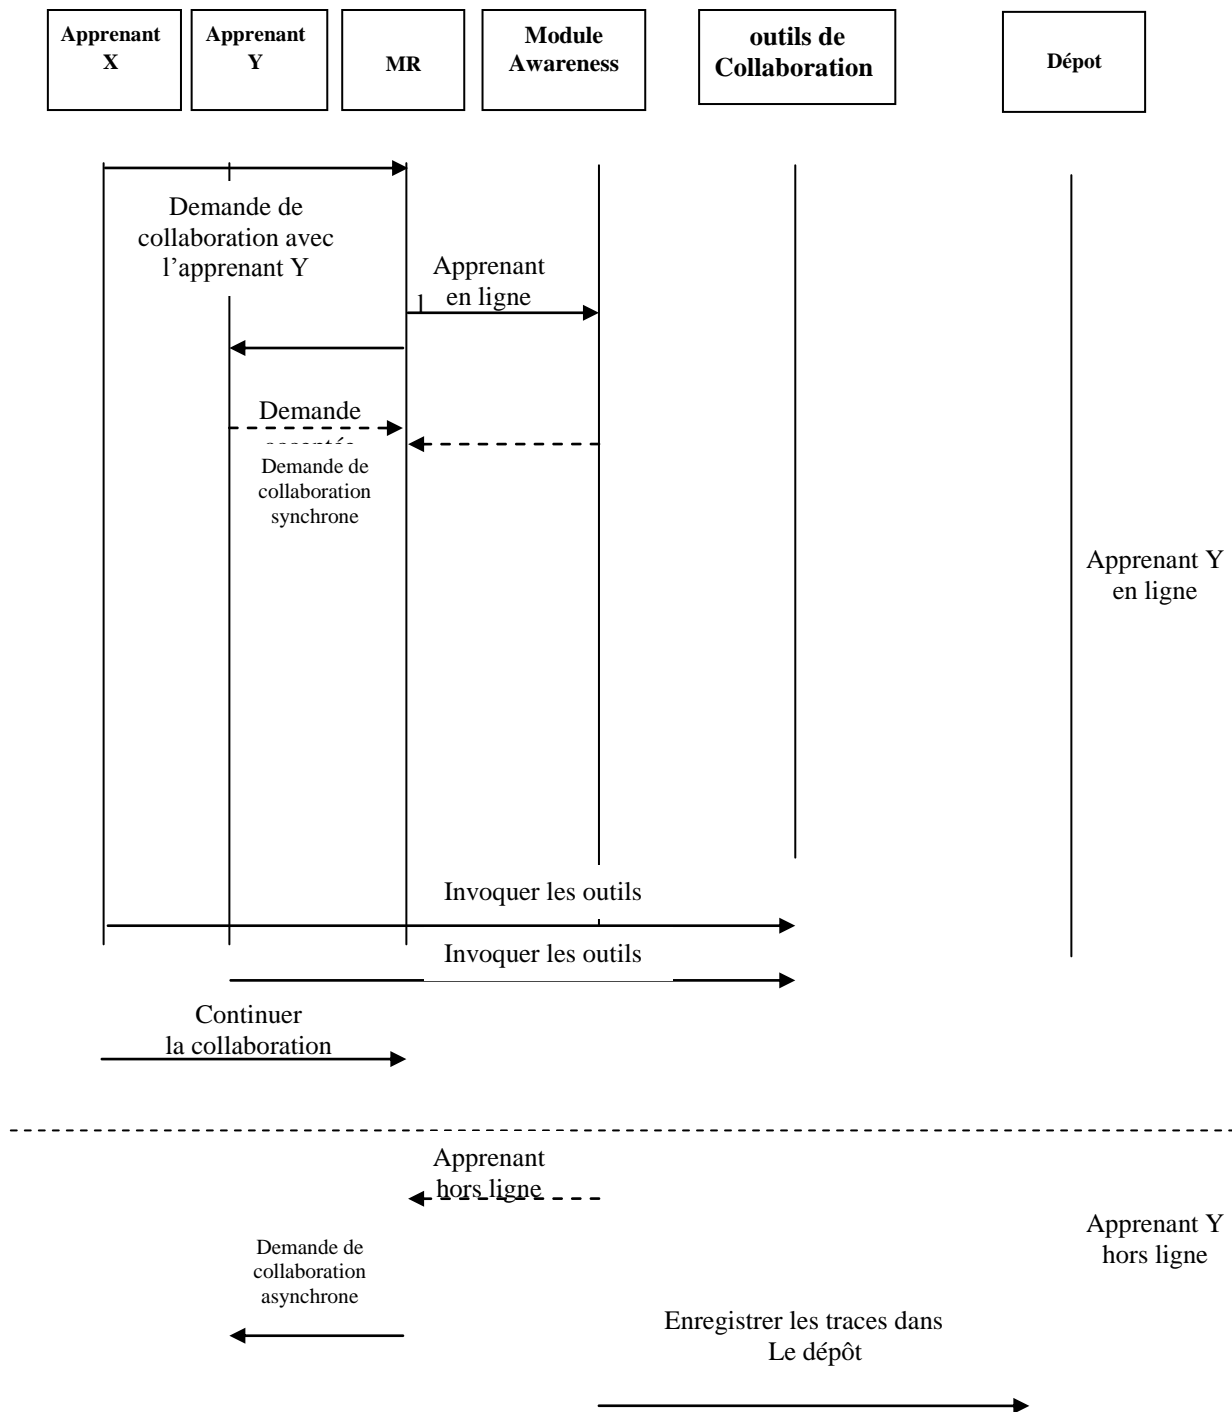 Apprenant
X
Apprenant
Y
MR
Module
Awareness
outils de
Collaboration
Dépot
Demande de
collaboration avec
l’apprenant Y
Apprenant
en ligne
Demande
Demande de
collaboration
synchrone
Apprenant Y
en ligne
Invoquer les outils
Invoquer les outils
Continuer
la collaboration
Apprenant
hors ligne
Apprenant Y
hors ligne
Demande de
collaboration
asynchrone
Enregistrer les traces dans
Le dépôt